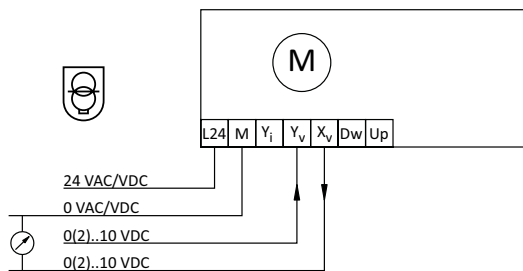 M
L24 M Yi Yv Xv Dw Up
24 VAC/VDC
0 VAC/VDC
0(2)..10 VDC
0(2)..10 VDC